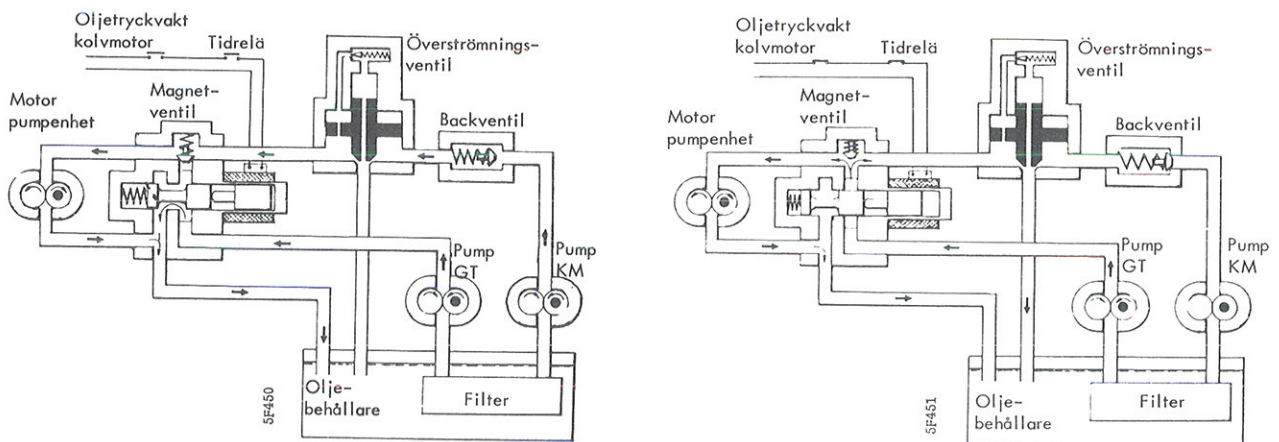 Oljetryckvakt
kolvmotor
Tidrelä
Överströmnings-
ventil
Magnet-
ventil
Motor
pumpenhet
Backventil
Pump
GT
Pump
KM
Olje-
behållare
Filter
5F450
Oljetryckvakt
kolvmotor
Tidrelä
Överströmnings-
ventil
Magnet-
ventil
Motor
pumpenhet
Backventil
Pump
GT
Pump
KM
Olje-
behållare
Filter
5F451